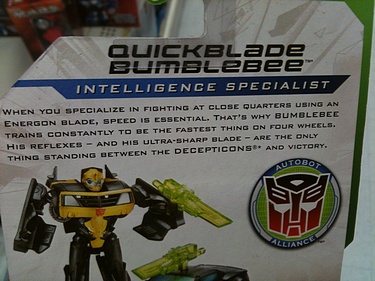 QUICKBLADE
BUMBLEBEE™
INTELLIGENCE SPECIALIST
WHEN YOU SPECIALIZE IN FIGHTING AT CLOSE QUARTERS USING AN
ENERGON BLADE, SPEED IS ESSENTIAL. THAT'S WHY BUMBLEBEE
TRAINS CONSTANTLY TO BE THE FASTEST THING ON FOUR WHEELS.
HIS REFLEXES – AND HIS ULTRA-SHARP BLADE – ARE THE ONLY
THING STANDING BETWEEN THE DECEPTICONS® AND VICTORY.
AUTOBOT
ALLIANCE™